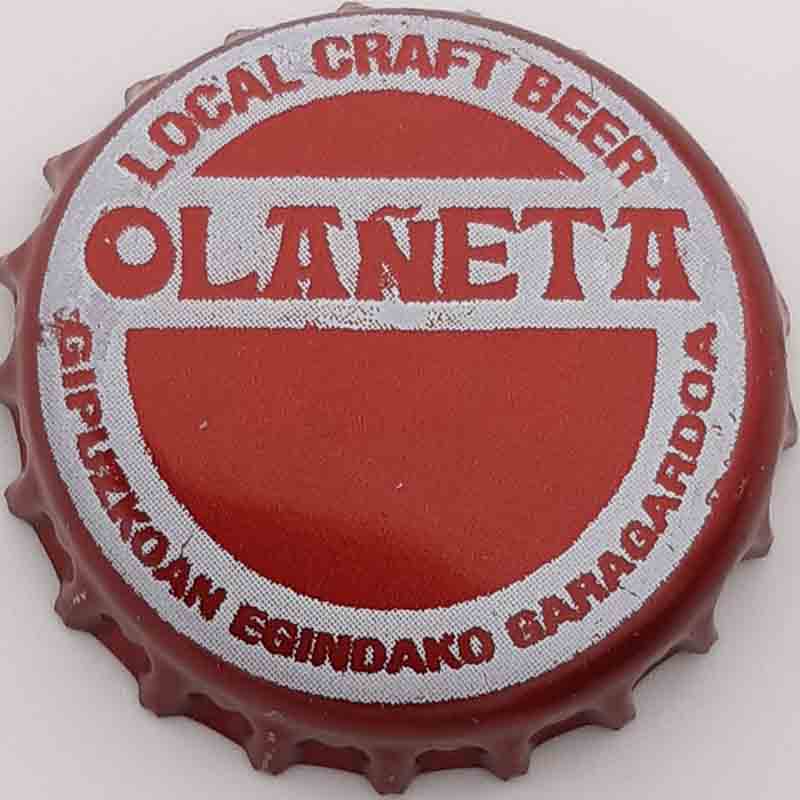 LOCAL CRAFT BEER
OLAÑETA
GIPUZKOAN EGINDAKO GARAGARDOA